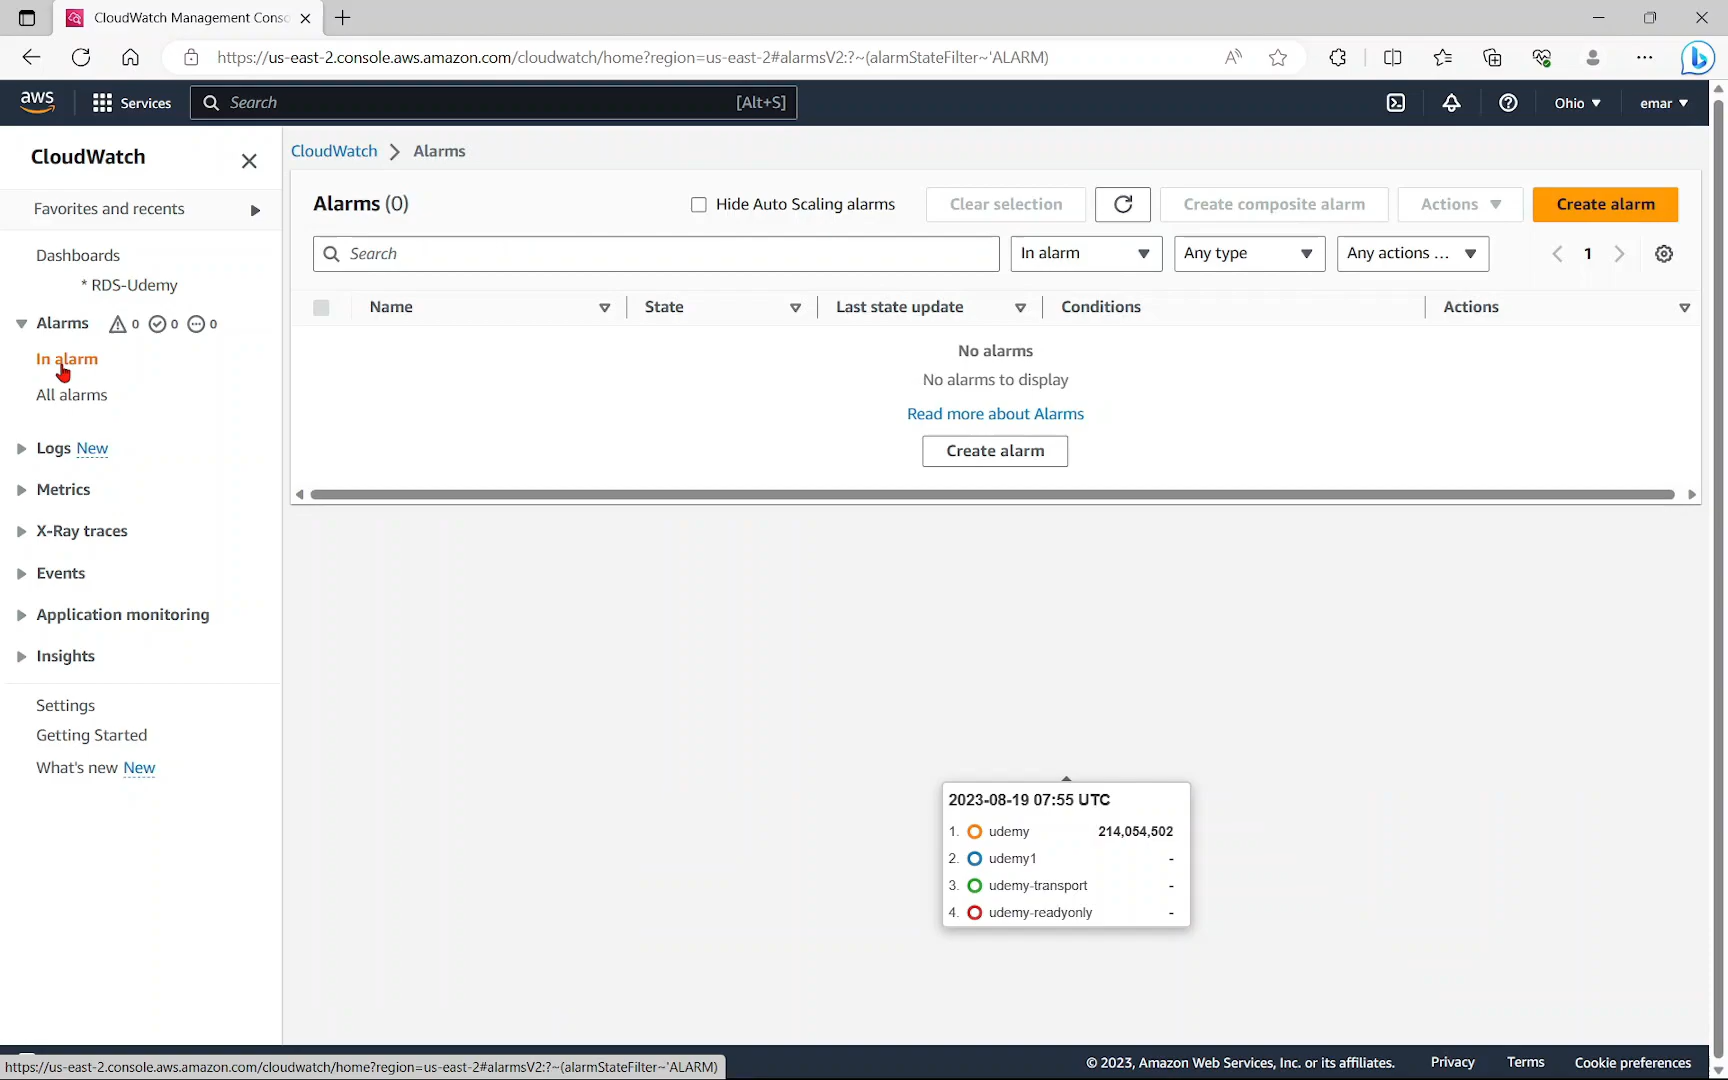 CloudWatch Management Conso
https://us-east-2.console.aws.amazon.com/cloudwatch/home?region=us-east-2#alarmsV2:?~(alarmStateFilter~'ALARM)
aws
Services
Search
[Alt+S]
Ohio
emar
CloudWatch
CloudWatch
Alarms
Favorites and recents
Alarms (0)
Hide Auto Scaling alarms
Clear selection
Create composite alarm
Actions
Create alarm
Dashboards
* RDS-Udemy
Search
In alarm
Any type
Any actions ...
1
Alarms 0 0 0
Name
State
Last state update
Conditions
Actions
In alarm
All alarms
No alarms
No alarms to display
Read more about Alarms
Create alarm
Logs New
Metrics
X-Ray traces
Events
Application monitoring
Insights
Settings
Getting Started
What's new New
2023-08-19 07:55 UTC
1. udemy 214,054,502
2. udemy1 -
3. udemy-transport -
4. udemy-readyonly -
https://us-east-2.console.aws.amazon.com/cloudwatch/home?region=us-east-2#alarmsV2:?~(alarmStateFilter~'ALARM)
© 2023, Amazon Web Services, Inc. or its affiliates.
Privacy
Terms
Cookie preferences